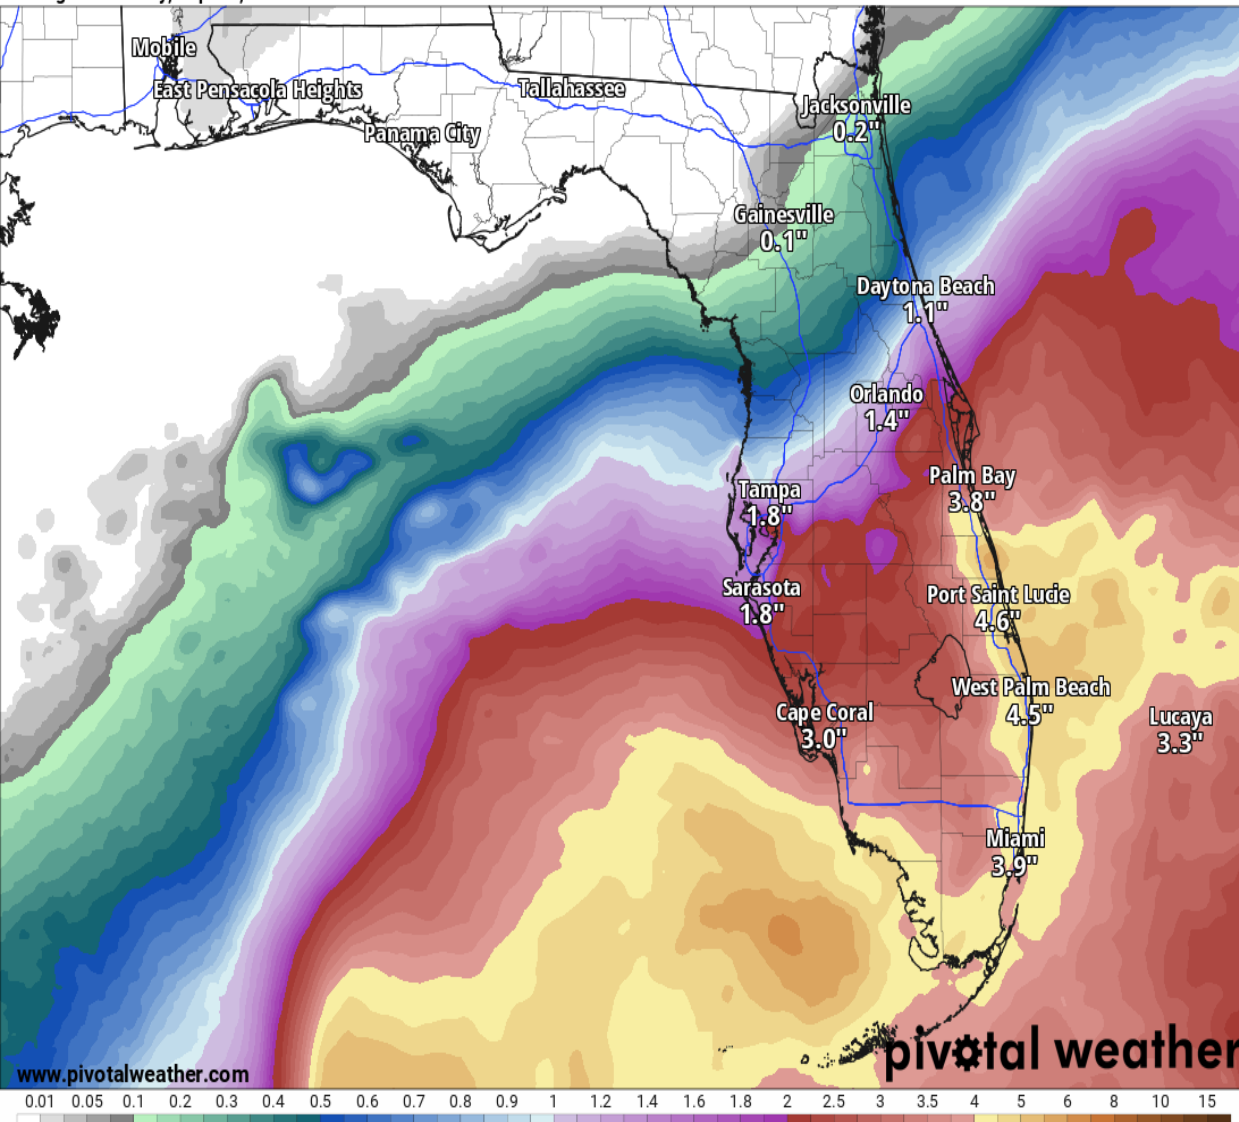 Mobile
East Pensacola Heights
Panama City
Tallahassee
Jacksonville
0.2"
Gainesville
0.1"
Daytona Beach
1.1"
Orlando
1.4"
Palm Bay
3.8"
Tampa
1.8"
Sarasota
1.8"
Port Saint Lucie
4.6"
West Palm Beach
4.5"
Cape Coral
3.0"
Lucaya
3.3"
Miami
3.9"
pivotal weather
www.pivotalweather.com
0.01 0.05 0.1 0.2 0.3 0.4 0.5 0.6 0.7 0.8 0.9 1 1.2 1.4 1.6 1.8 2 2.5 3 3.5 4 5 6 8 10 15